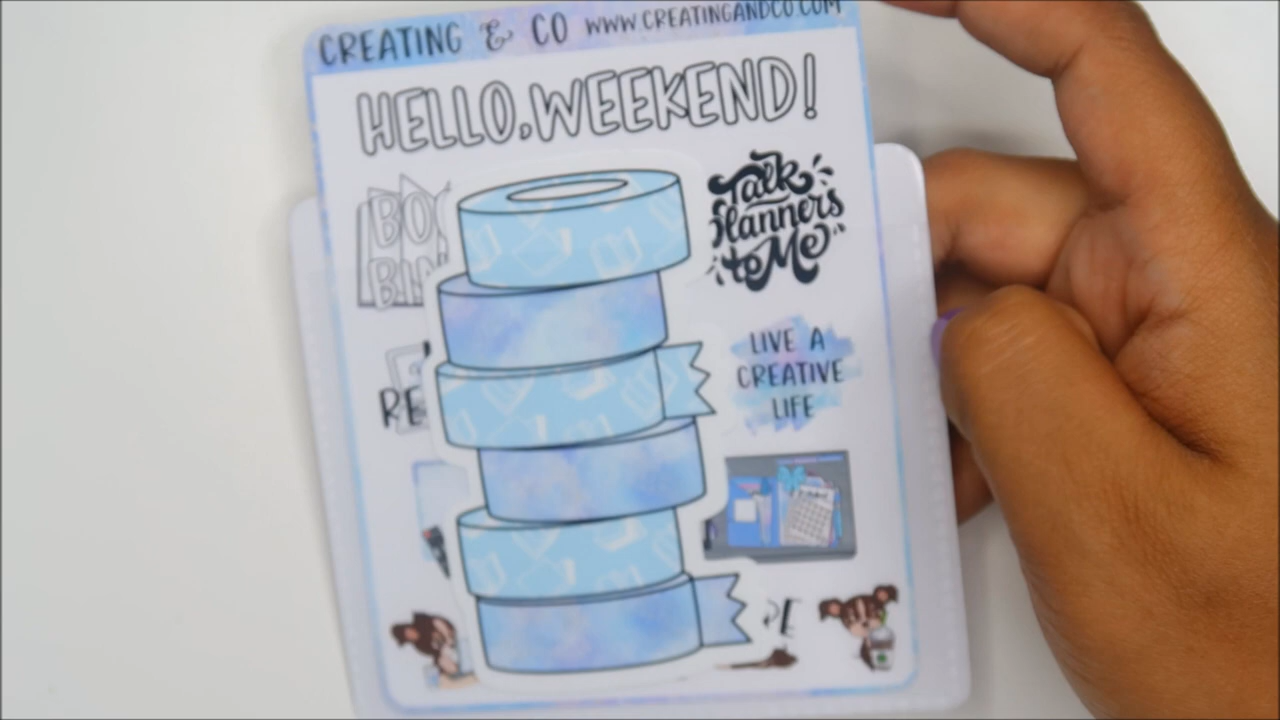 CREATING & CO WWW.CREATINGANDCO.COM
HELLO, WEEKEND!
Talk
Planners
to Me
LIVE A
CREATIVE
LIFE